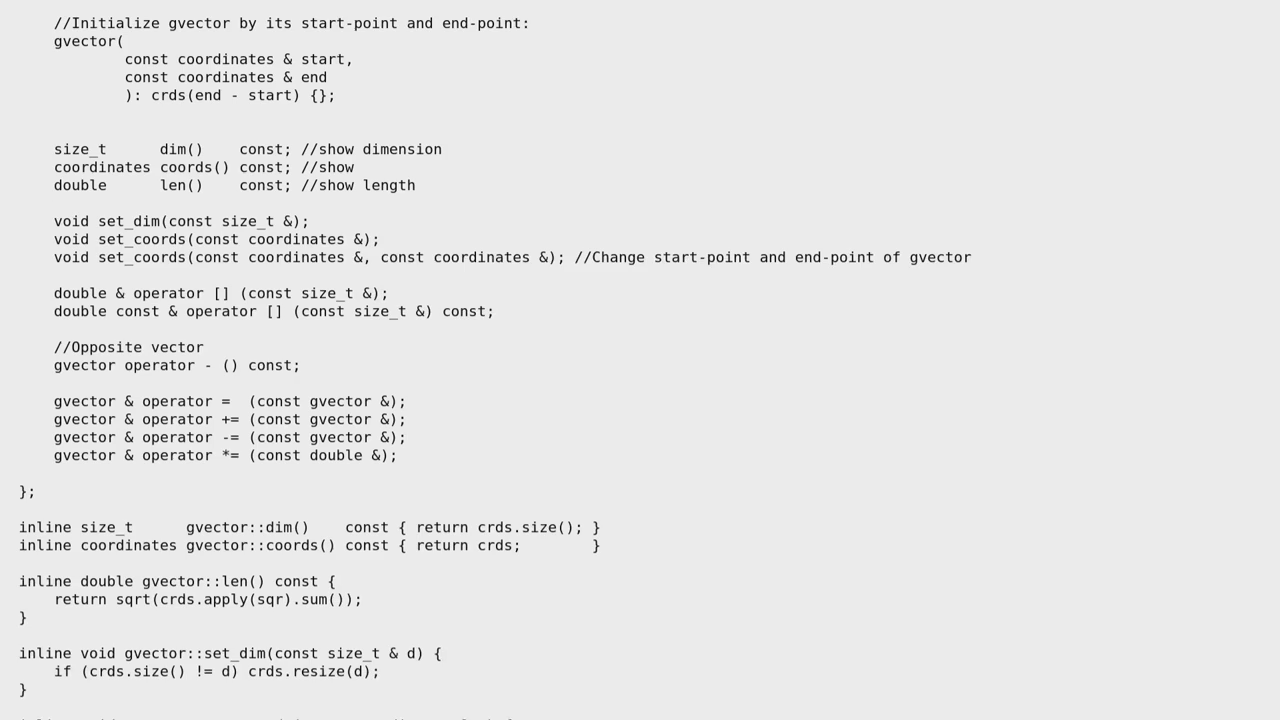 //Initialize gvector by its start-point and end-point:
gvector(
const coordinates & start,
const coordinates & end
): crds(end - start) {};
size_t      dim()    const; //show dimension
coordinates coords() const; //show
double      len()    const; //show length
void set_dim(const size_t &);
void set_coords(const coordinates &);
void set_coords(const coordinates &, const coordinates &); //Change start-point and end-point of gvector
double & operator [] (const size_t &);
double const & operator [] (const size_t &) const;
//Opposite vector
gvector operator - () const;
gvector & operator =  (const gvector &);
gvector & operator += (const gvector &);
gvector & operator -= (const gvector &);
gvector & operator *= (const double &);
};
inline size_t      gvector::dim()    const { return crds.size(); }
inline coordinates gvector::coords() const { return crds;        }
inline double gvector::len() const {
return sqrt(crds.apply(sqr).sum());
}
inline void gvector::set_dim(const size_t & d) {
if (crds.size() != d) crds.resize(d);
}